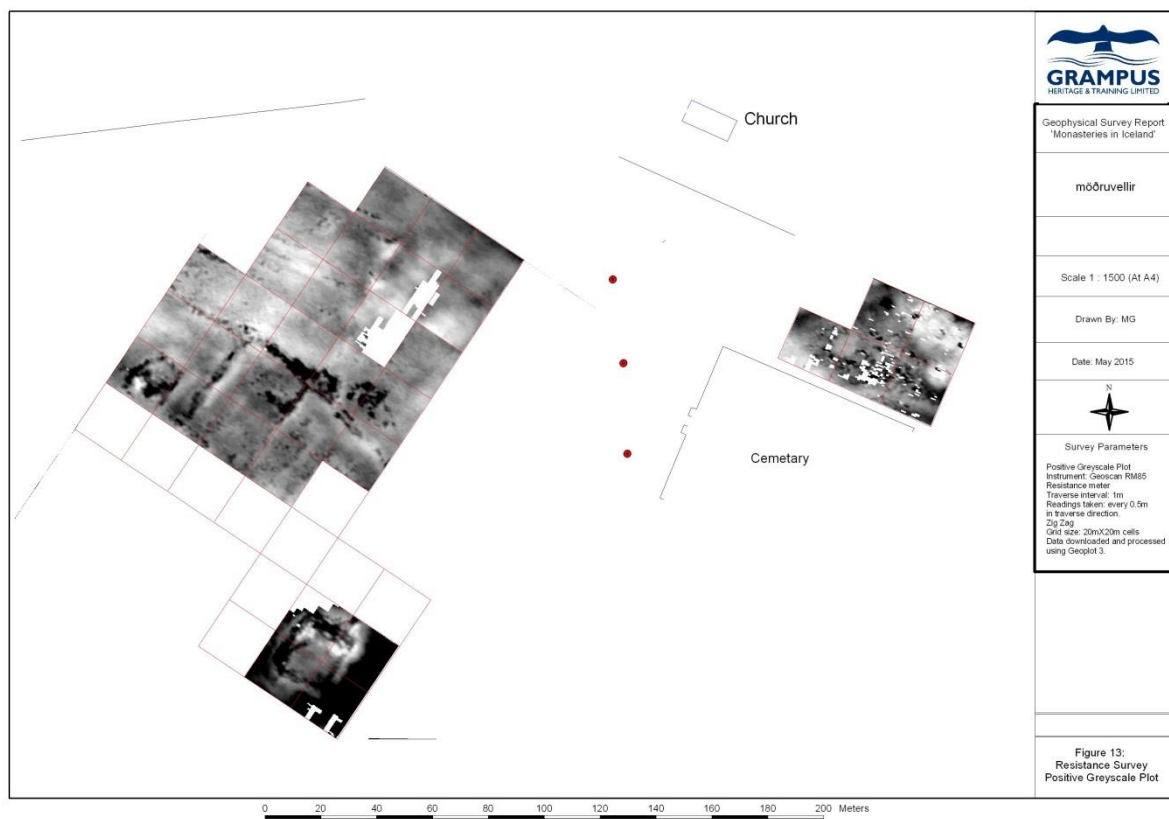 Church
Cemetary
GRAMPUS
HERITAGE & TRAINING LIMITED
Geophysical Survey Report
'Monasteries in Iceland'
möðruvellir
Scale 1 : 1500 (At A4)
Drawn By: MG
Date: May 2015
N
Survey Parameters
Positive Greyscale Plot
Instrument: Geoscan RM85
Resistance meter
Traverse interval: 1m
Readings taken: every 0.5m
in traverse direction.
Zig Zag
Grid size: 20mX20m cells
Data downloaded and processed
using Geoplot 3.
Figure 13:
Resistance Survey
Positive Greyscale Plot
0 20 40 60 80 100 120 140 160 180 200 Meters